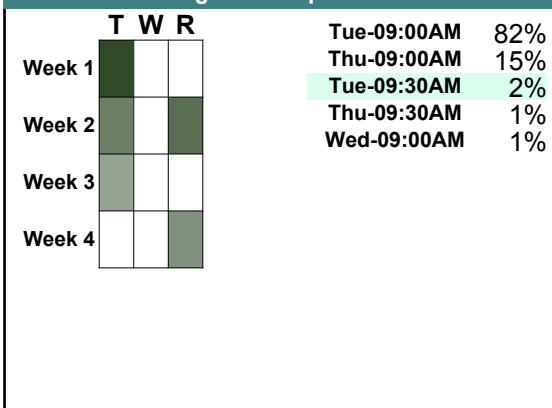 T W R
Week 1
Week 2
Week 3
Week 4
Tue-09:00AM 82%
Thu-09:00AM 15%
Tue-09:30AM 2%
Thu-09:30AM 1%
Wed-09:00AM 1%